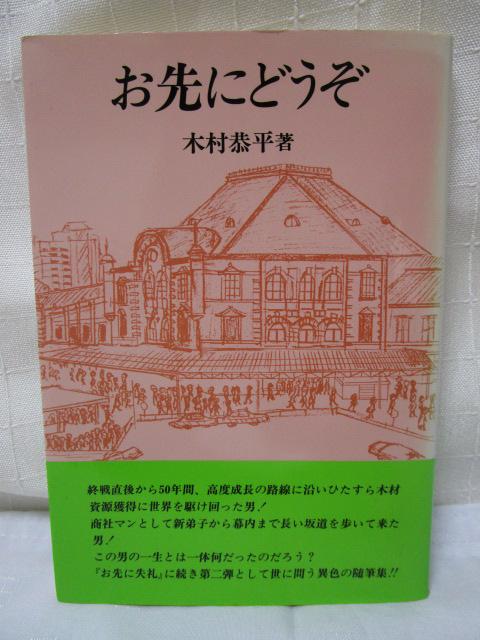 お先にどうぞ
木村恭平著
終戦直後から50年間、高度成長の路線に沿いひたすら木材
資源獲得に世界を駆け回った男！
商社マンとして新弟子から幕内まで長い坂道を歩いて来た
男！
この男の一生とは一体何だったのだろう？
『お先に失礼』に続き第二弾として世に問う異色の随筆集!!